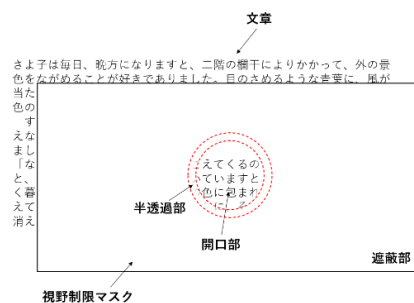 文章
さよ子は毎日、晩方になりますと、二階の欄干によりかかって、外の景
色をながめることが好きでありました。目のさめるような青葉に、風が
当た
色の
す
えな
まし
「な
と、
く暮
えて
消え
えてくるの
ていますと
色に包まれ
に　る
半透過部
開口部
遮蔽部
視野制限マスク